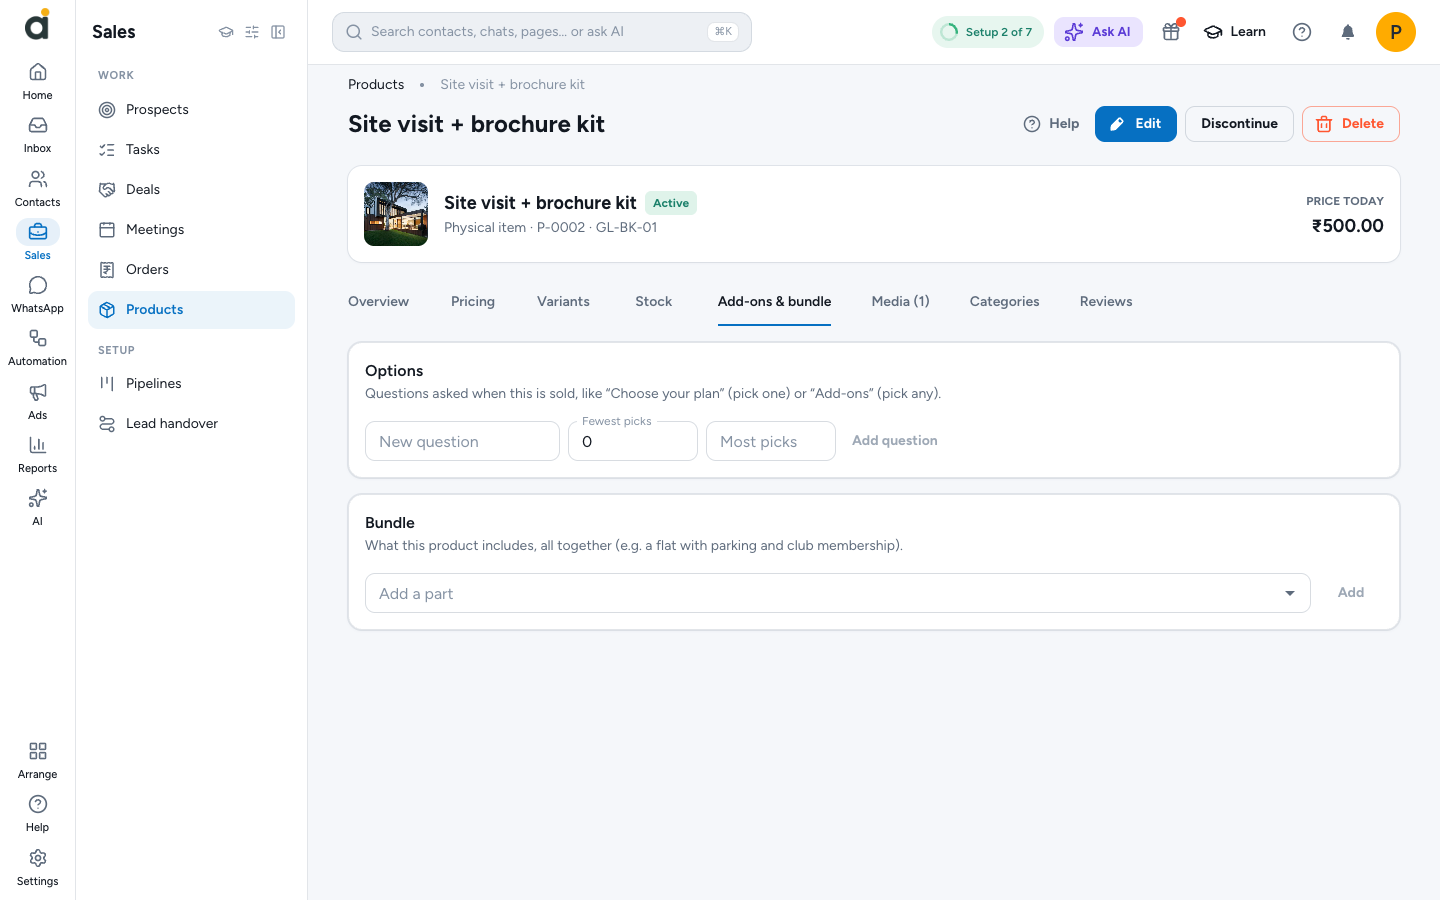 Sales
Search contacts, chats, pages... or ask AI
⌘K
Setup 2 of 7
Ask AI
Learn
P
Home
Inbox
Contacts
Sales
WhatsApp
Automation
Ads
Reports
AI
Arrange
Help
Settings
WORK
Prospects
Tasks
Deals
Meetings
Orders
Products
SETUP
Pipelines
Lead handover
Products • Site visit + brochure kit
Site visit + brochure kit
Help
Edit
Discontinue
Delete
Site visit + brochure kit Active
Physical item · P-0002 · GL-BK-01
PRICE TODAY
₹500.00
Overview Pricing Variants Stock Add-ons & bundle Media (1) Categories Reviews
Options
Questions asked when this is sold, like “Choose your plan” (pick one) or “Add-ons” (pick any).
New question
Fewest picks
0
Most picks
Add question
Bundle
What this product includes, all together (e.g. a flat with parking and club membership).
Add a part
Add